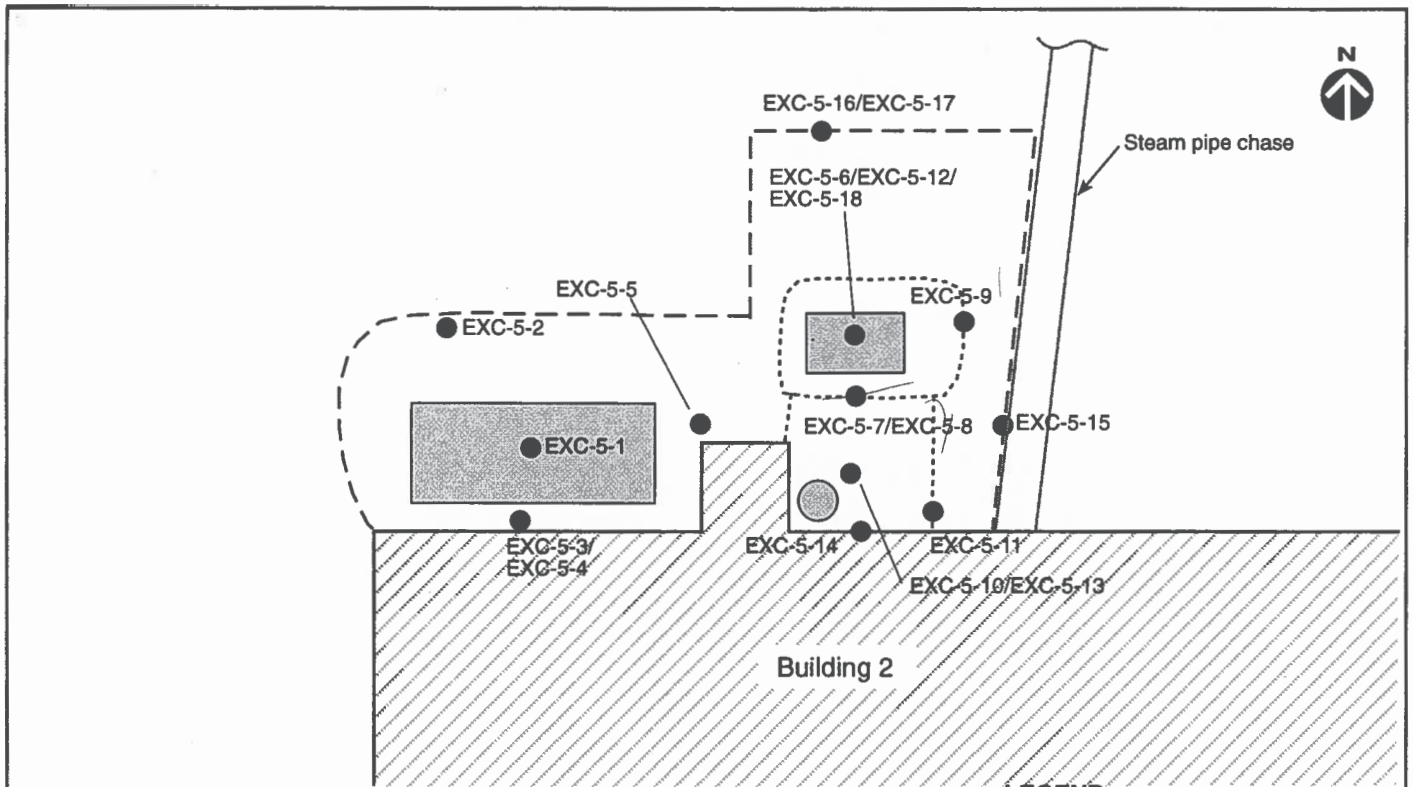 N
EXC-5-16/EXC-5-17
Steam pipe chase
EXC-5-6/EXC-5-12/
EXC-5-18
EXC-5-5
EXC-5-9
EXC-5-2
EXC-5-7/EXC-5-8
EXC-5-15
EXC-5-1
EXC-5-3/
EXC-5-4
EXC-5-14
EXC-5-11
EXC-5-10/EXC-5-13
Building 2
LEGEND